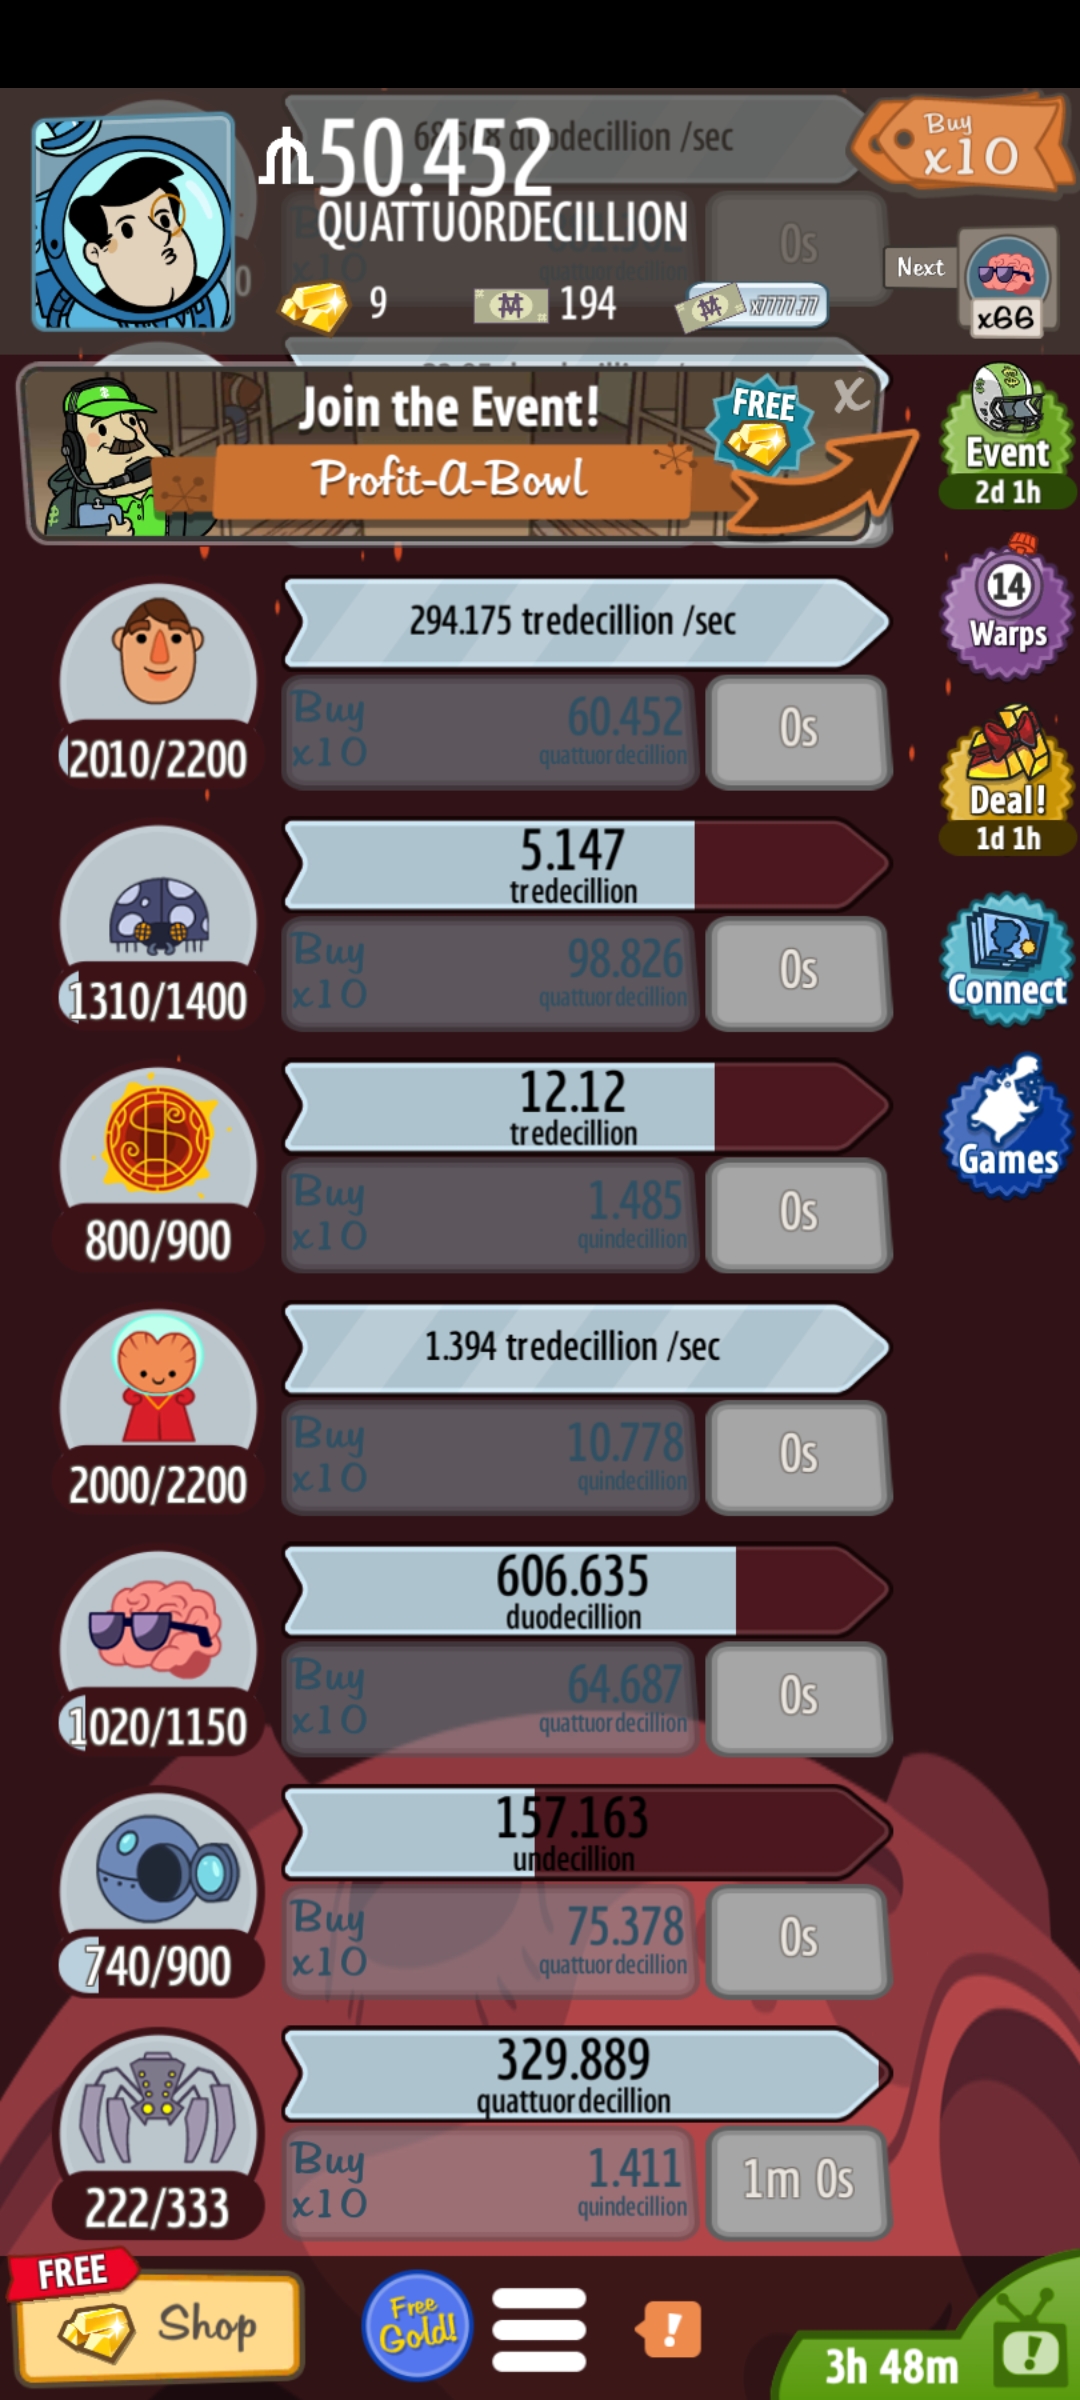 68.568 duodecillion /sec
50.452
QUATTUORDECILLION
Buy
x10
0s
quattuordecillion
Next
9
194
x7777.77
x66
Join the Event!
FREE
X
Profit-A-Bowl
Event
2d 1h
294.175 tredecillion /sec
14
Warps
Buy
x10
60.452
quattuordecillion
0s
2010/2200
Deal!
1d 1h
5.147
tredecillion
Buy
x10
98.826
quattuordecillion
0s
1310/1400
Connect
12.12
tredecillion
Buy
x10
1.485
quindecillion
0s
800/900
Games
1.394 tredecillion /sec
Buy
x10
10.778
quindecillion
0s
2000/2200
606.635
duodecillion
Buy
x10
64.687
quattuordecillion
0s
1020/1150
157.163
undecillion
Buy
x10
75.378
quattuordecillion
0s
740/900
329.889
quattuordecillion
Buy
x10
1.411
quindecillion
1m 0s
222/333
FREE
Shop
Free
Gold!
!
3h 48m
!